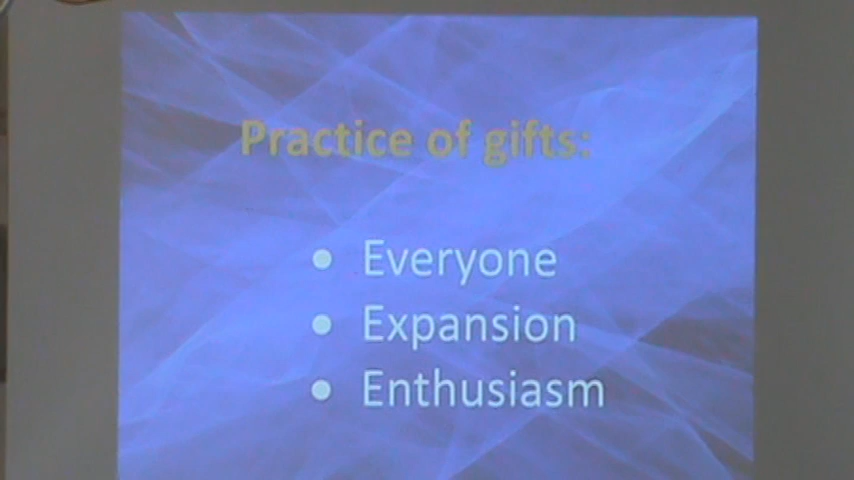 Practice of gifts:
• Everyone
• Expansion
• Enthusiasm